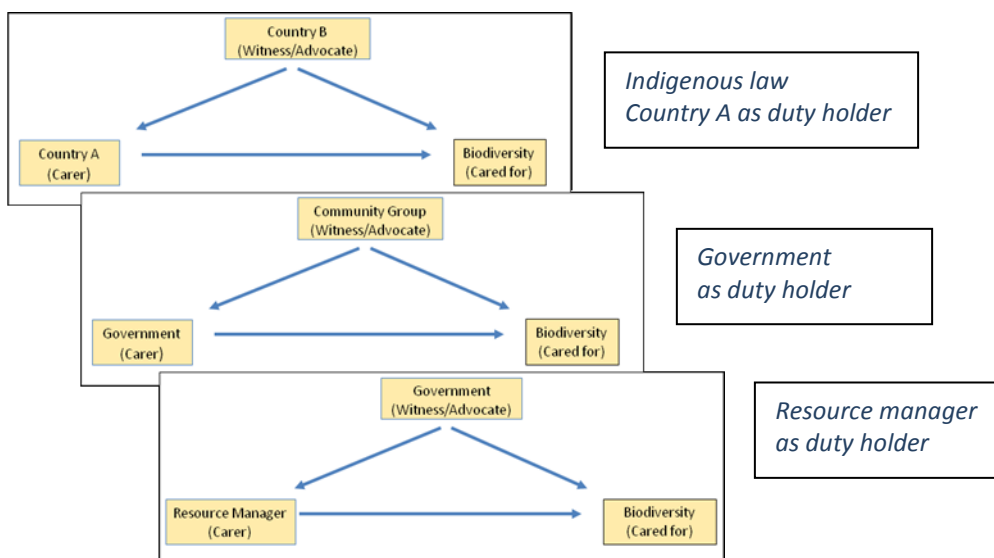 Country B
(Witness/Advocate)
Country A
(Carer)
Biodiversity
(Cared for)
Indigenous law
Country A as duty holder
Community Group
(Witness/Advocate)
Government
(Carer)
Biodiversity
(Cared for)
Government
as duty holder
Government
(Witness/Advocate)
Resource Manager
(Carer)
Biodiversity
(Cared for)
Resource manager
as duty holder